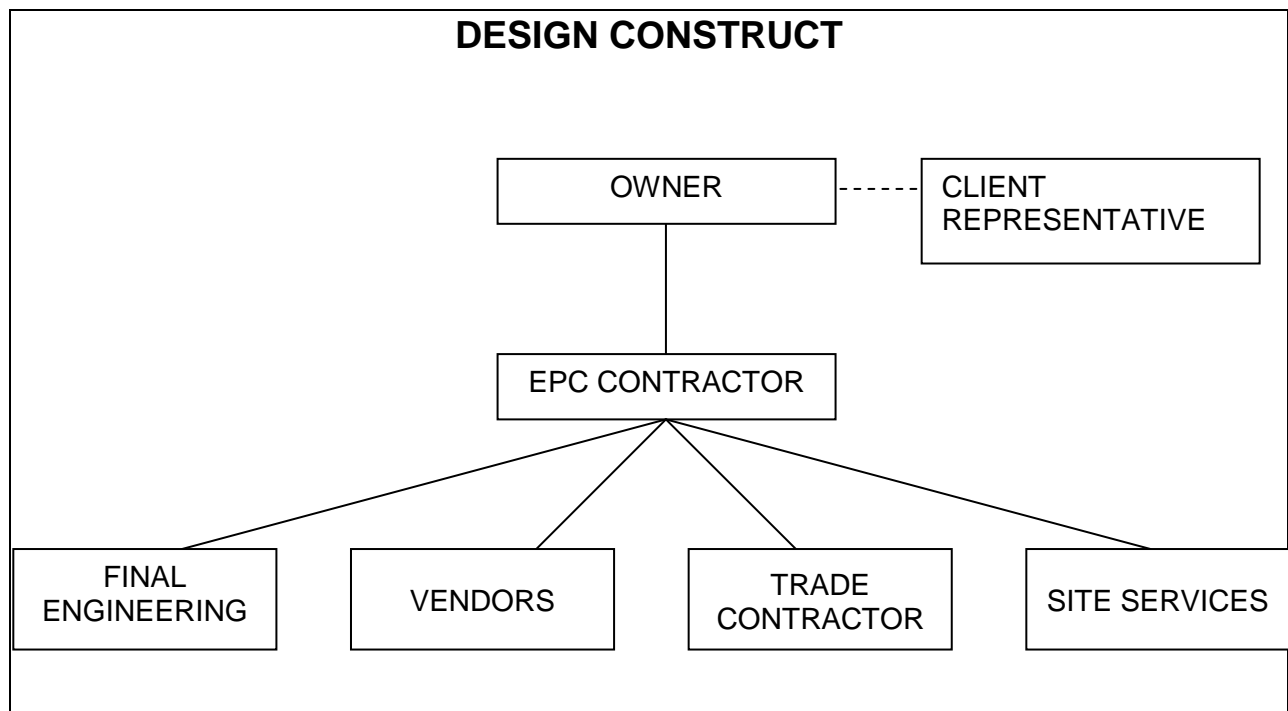 DESIGN CONSTRUCT
OWNER
CLIENT
REPRESENTATIVE
EPC CONTRACTOR
FINAL
ENGINEERING
VENDORS
TRADE
CONTRACTOR
SITE SERVICES